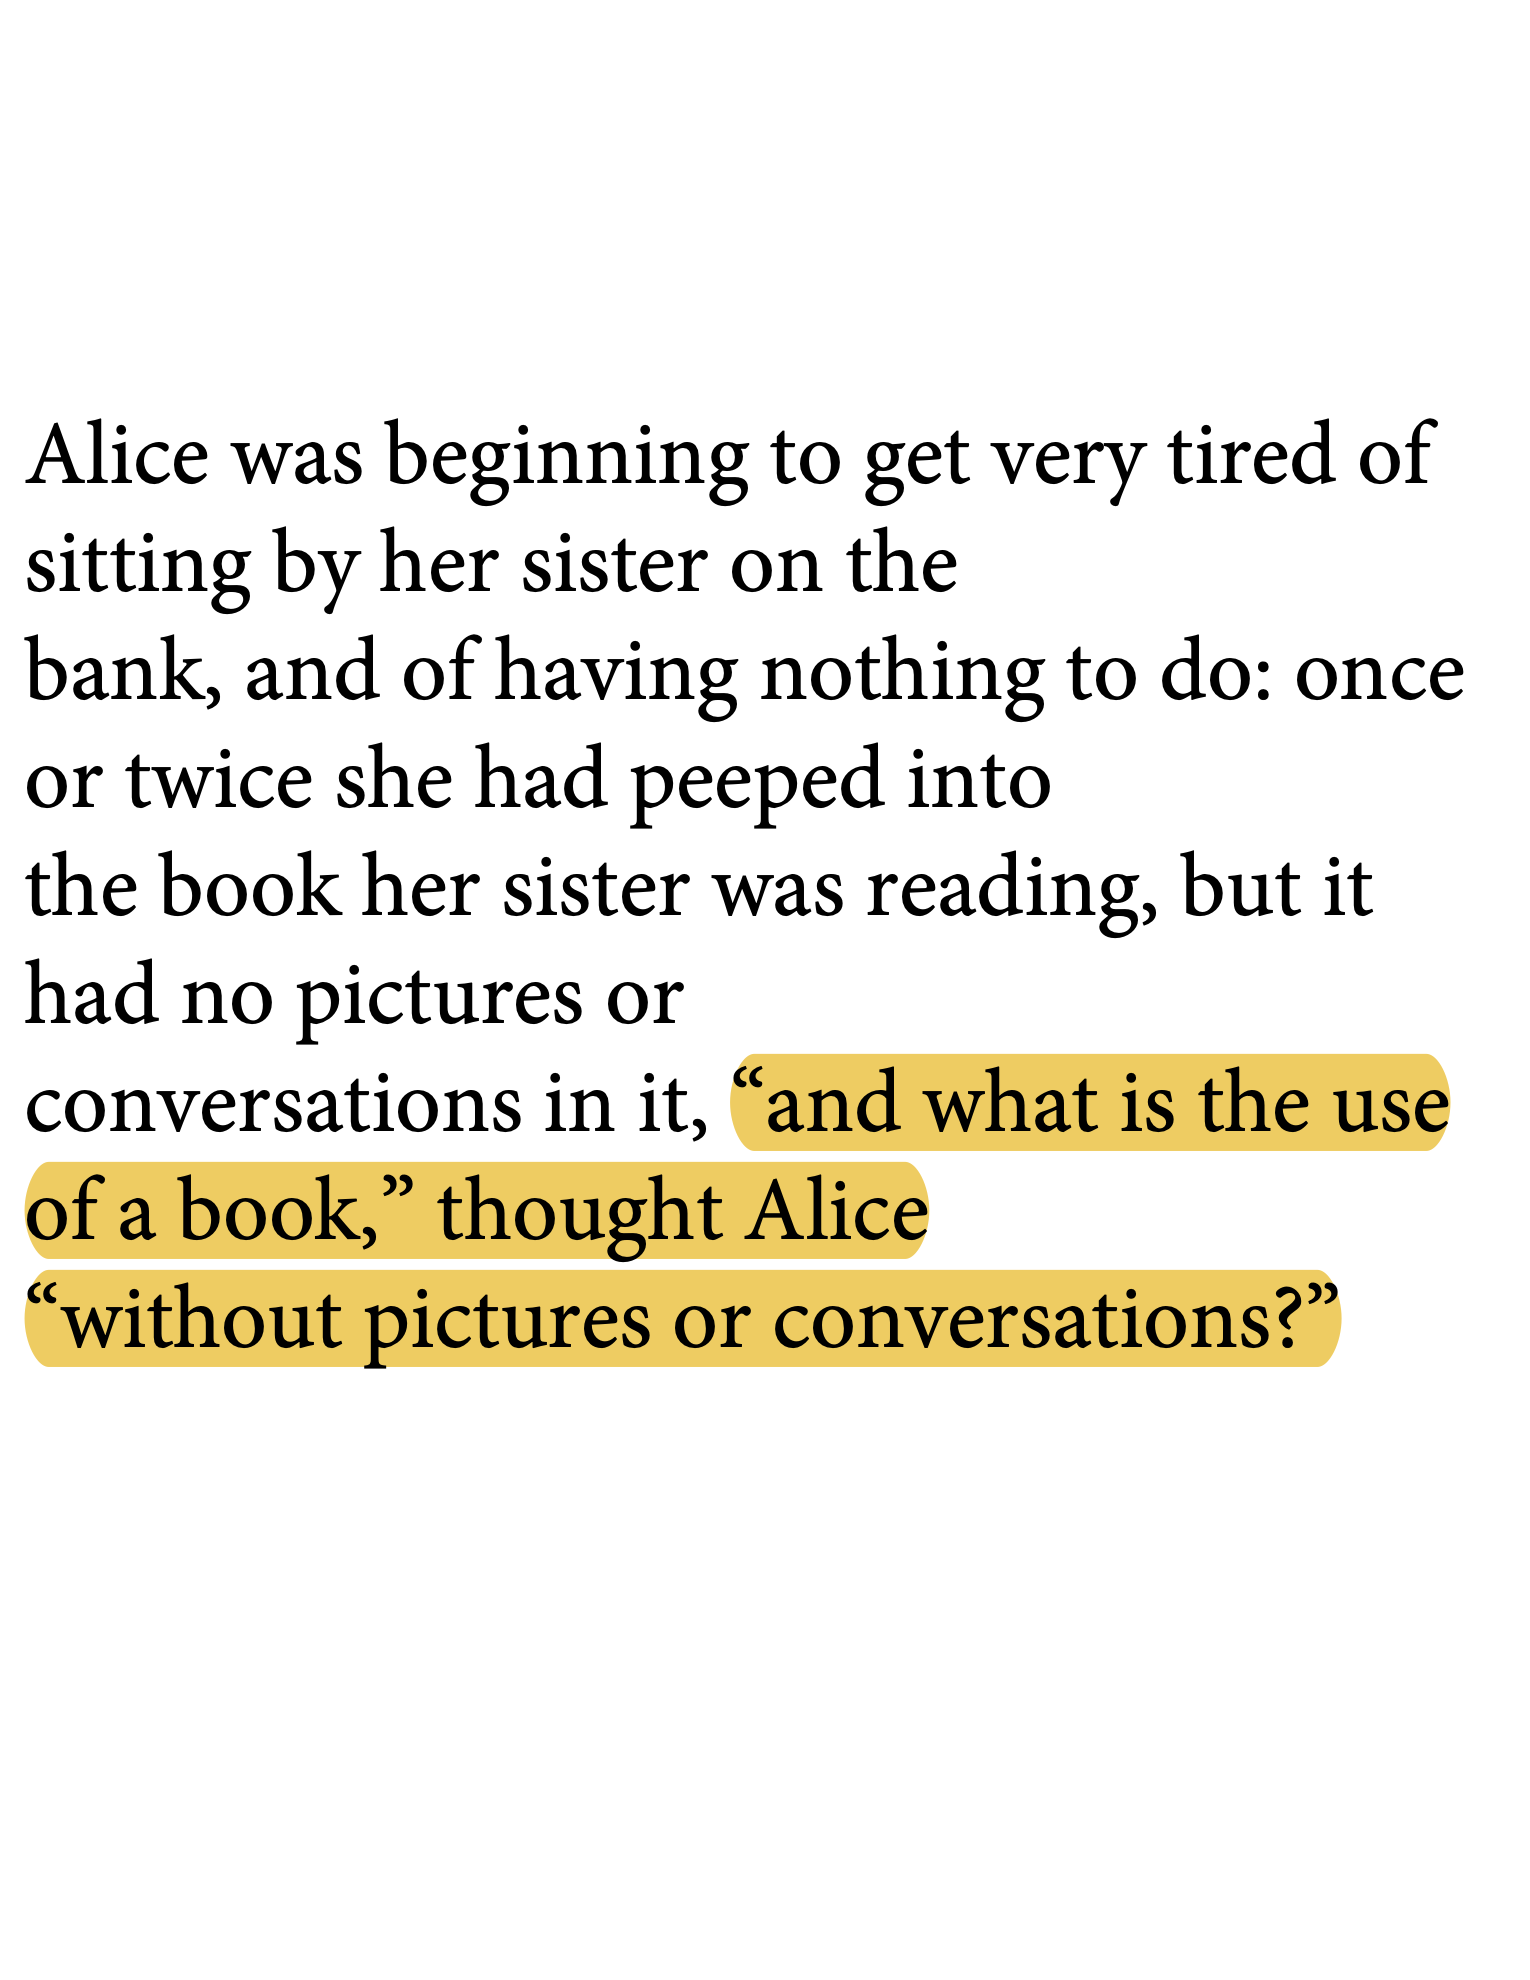 Alice was beginning to get very tired of
sitting by her sister on the
bank, and of having nothing to do: once
or twice she had peeped into
the book her sister was reading, but it
had no pictures or
conversations in it, “and what is the use
of a book,” thought Alice
“without pictures or conversations?”